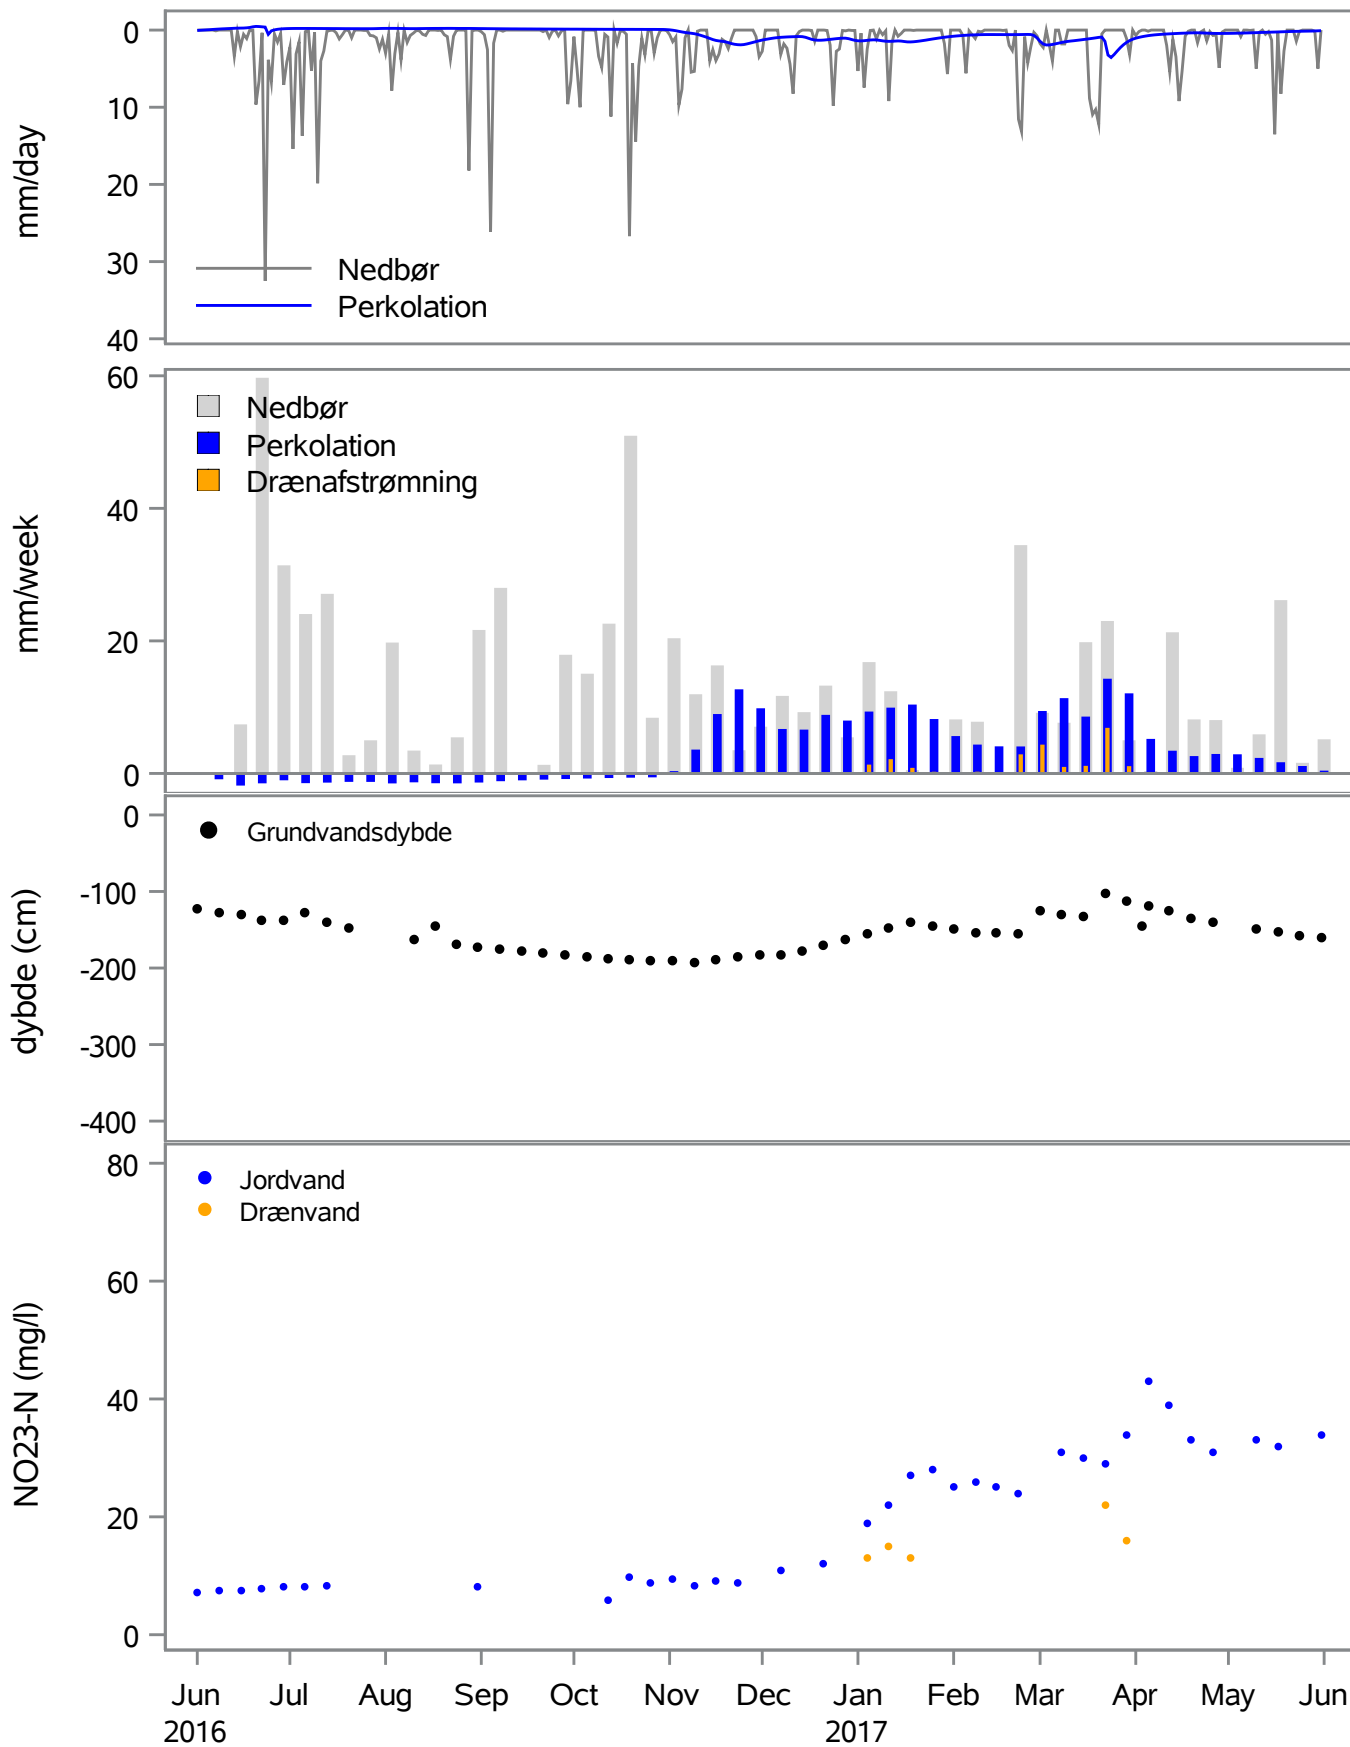 mm/day
0
10
20
30
40
Nedbør
Perkolation
mm/week
60
40
20
0
Nedbør
Perkolation
Drænafstrømning
dybde (cm)
0
-100
-200
-300
-400
Grundvandsdybde
NO23-N (mg/l)
80
60
40
20
0
Jordvand
Drænvand
Jun Jul Aug Sep Oct Nov Dec Jan Feb Mar Apr May Jun
2016 2017